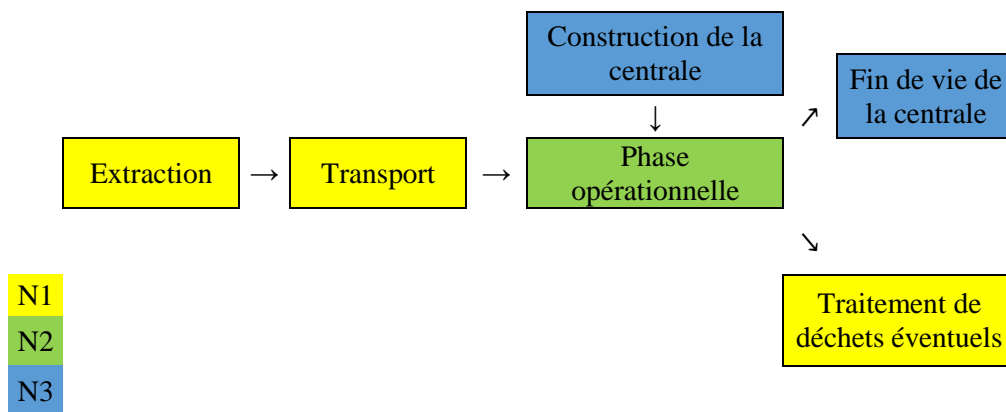 Construction de la
centrale
Fin de vie de
la centrale
↓
↗
Extraction
→
Transport
→
Phase
opérationnelle
↘
N1
N2
N3
Traitement de
déchets éventuels